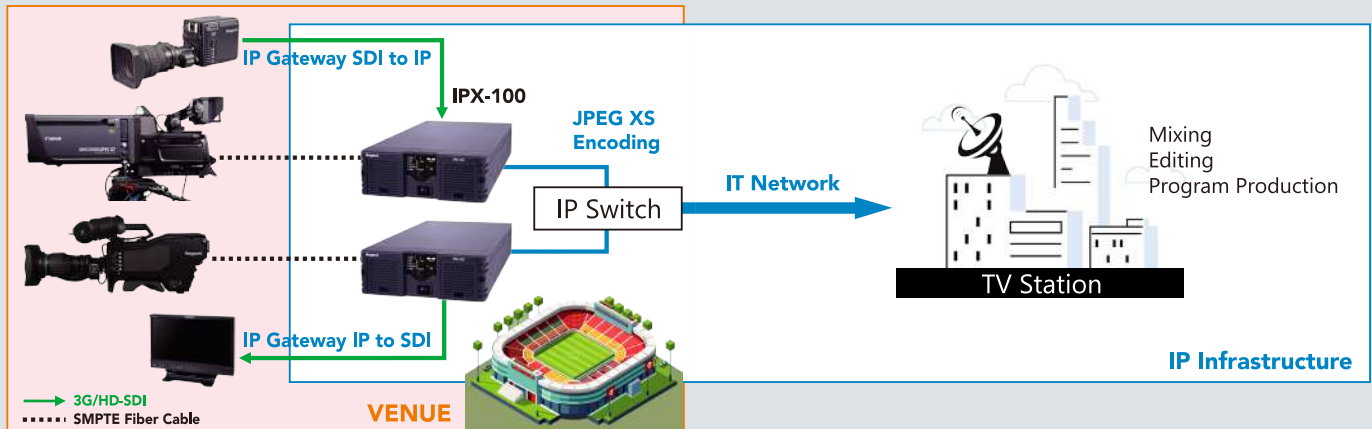 IP Gateway SDI to IP
IPX-100
JPEG XS
Encoding
IP Switch
IT Network
Mixing
Editing
Program Production
TV Station
IP Gateway IP to SDI
IP Infrastructure
3G/HD-SDI
SMPTE Fiber Cable
VENUE